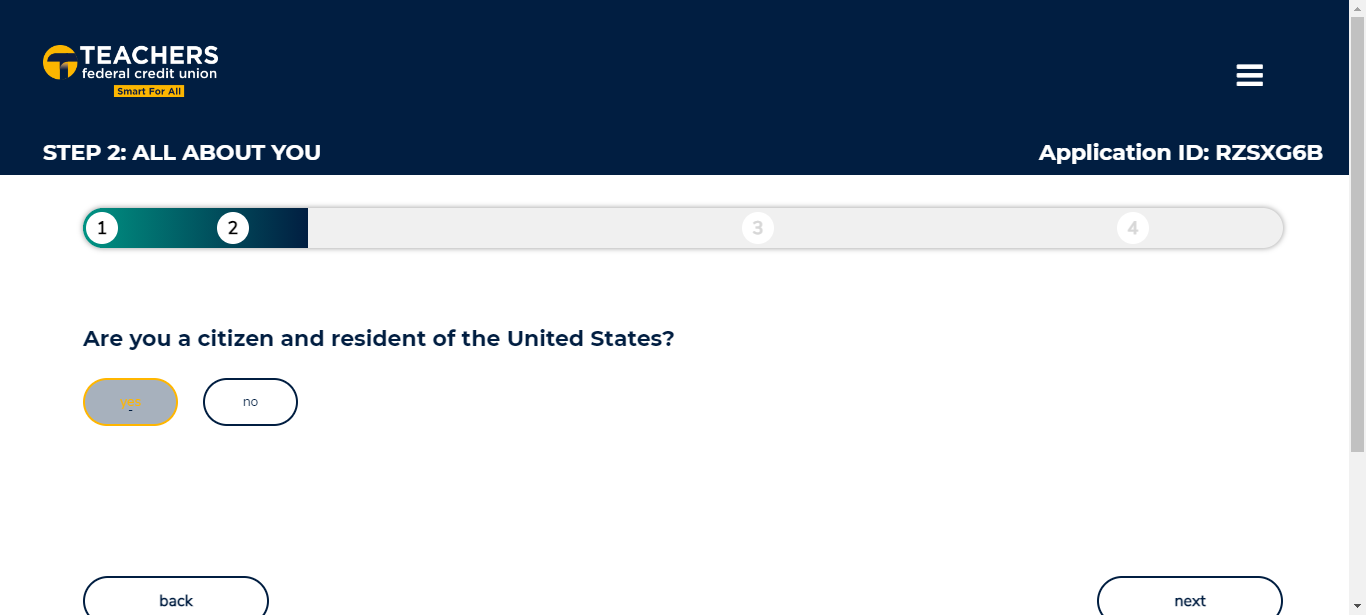 TEACHERS
federal credit union
Smart For All
STEP 2: ALL ABOUT YOU
Application ID: RZSXG6B
1
2
3
4
Are you a citizen and resident of the United States?
yes
no
back
next